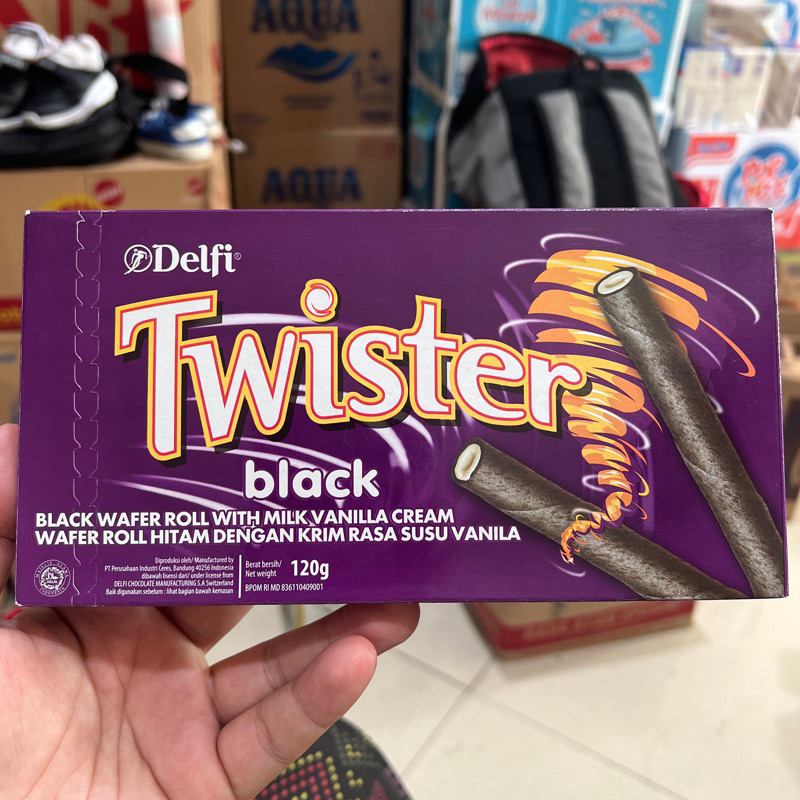 AQUA
AQUA
Delfi®
Twister
black
BLACK WAFER ROLL WITH MILK VANILLA CREAM
WAFER ROLL HITAM DENGAN KRIM RASA SUSU VANILA
Diproduksi oleh/ Manufactured by
PT Perusahaan Industri Ceres, Bandung 40256 Indonesia
dibawah lisensi dari/ under license from
DELFI CHOCOLATE MANUFACTURING S.A Switzerland
Baik digunakan sebelum : lihat bagian bawah kemasan
Berat bersih/
Net weight 120g
BPOM RI MD 836110409001